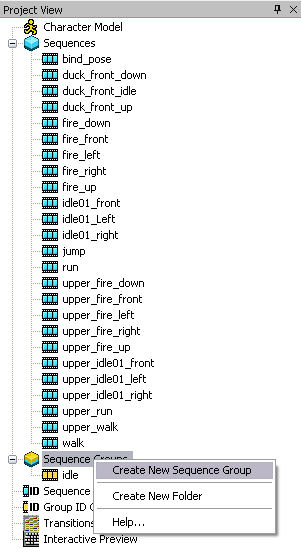 Project View
Character Model
Sequences
bind_pose
duck_front_down
duck_front_idle
duck_front_up
fire_down
fire_front
fire_left
fire_right
fire_up
idle01_front
idle01_Left
idle01_right
jump
run
upper_fire_down
upper_fire_front
upper_fire_left
upper_fire_right
upper_fire_up
upper_idle01_front
upper_idle01_left
upper_idle01_right
upper_run
upper_walk
walk
Sequence Groups
idle
Create New Sequence Group
ID Sequence
Create New Folder
ID Group ID
Transitions
Help...
Interactive Preview